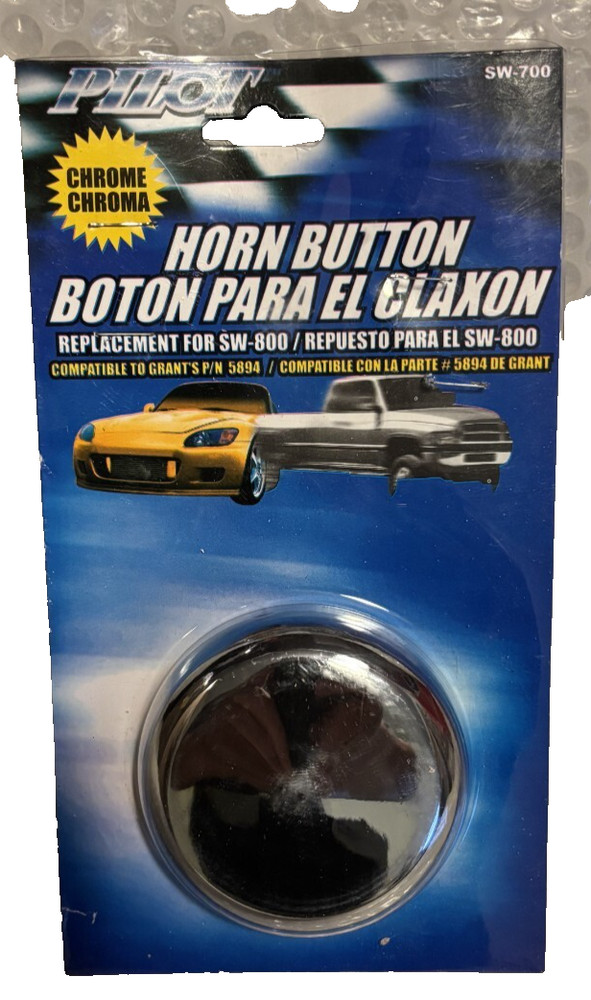 PILOT
SW-700
CHROME
CHROMA
HORN BUTTON
BOTON PARA EL CLAXON
REPLACEMENT FOR SW-800 / REPUESTO PARA EL SW-800
COMPATIBLE TO GRANT'S P/N 5894 / COMPATIBLE CON LA PARTE # 5894 DE GRANT